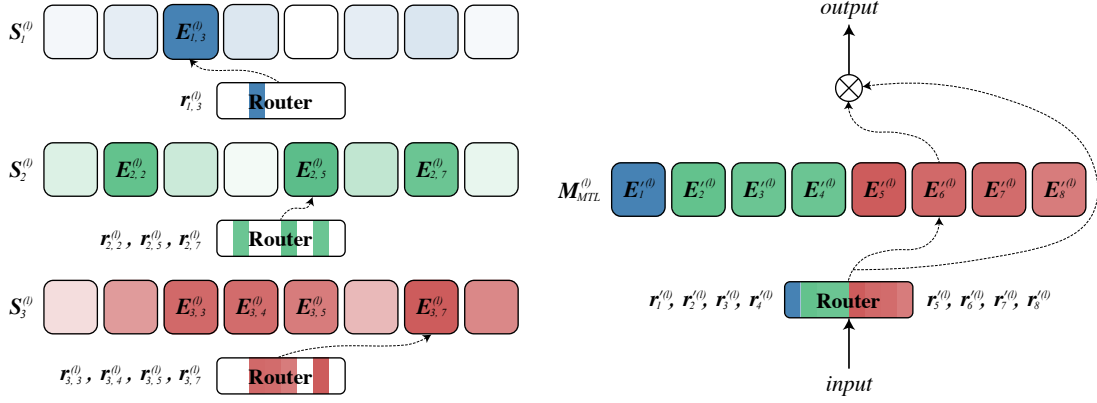 S₁⁽ˡ⁾ E₁,₃⁽ˡ⁾
r₁,₃⁽ˡ⁾ Router
S₂⁽ˡ⁾ E₂,₂⁽ˡ⁾ E₂,₅⁽ˡ⁾ E₂,₇⁽ˡ⁾
r₂,₂⁽ˡ⁾, r₂,₅⁽ˡ⁾, r₂,₇⁽ˡ⁾ Router
S₃⁽ˡ⁾ E₃,₃⁽ˡ⁾ E₃,₄⁽ˡ⁾ E₃,₅⁽ˡ⁾ E₃,₇⁽ˡ⁾
r₃,₃⁽ˡ⁾, r₃,₄⁽ˡ⁾, r₃,₅⁽ˡ⁾, r₃,₇⁽ˡ⁾ Router
output
M_MTL⁽ˡ⁾ E′₁⁽ˡ⁾ E′₂⁽ˡ⁾ E′₃⁽ˡ⁾ E′₄⁽ˡ⁾ E′₅⁽ˡ⁾ E′₆⁽ˡ⁾ E′₇⁽ˡ⁾ E′₈⁽ˡ⁾
r′₁⁽ˡ⁾, r′₂⁽ˡ⁾, r′₃⁽ˡ⁾, r′₄⁽ˡ⁾ Router r′₅⁽ˡ⁾, r′₆⁽ˡ⁾, r′₇⁽ˡ⁾, r′₈⁽ˡ⁾
input